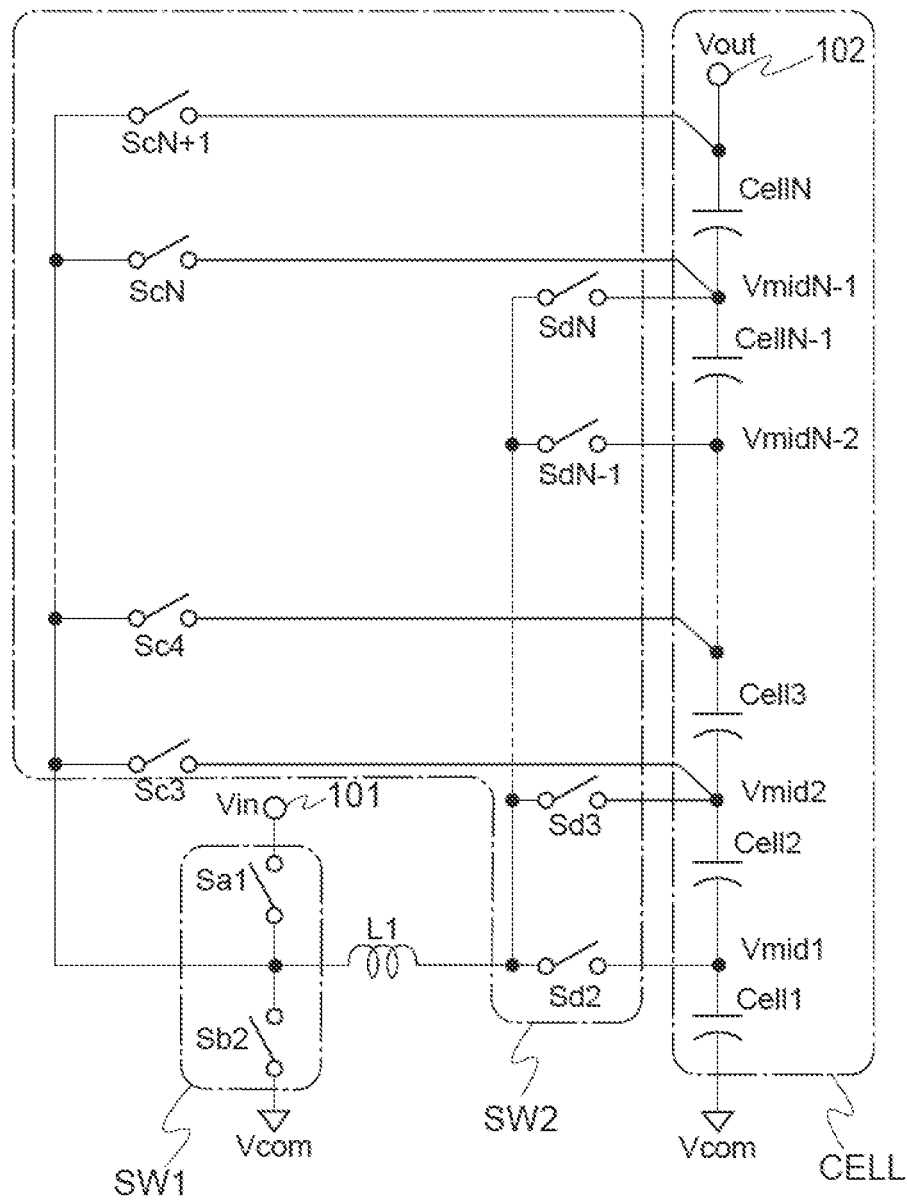 Vout
102
ScN+1
CellN
ScN
VmidN-1
SdN
CellN-1
VmidN-2
SdN-1
Sc4
Cell3
Sc3
Vin
101
Vmid2
Sd3
Cell2
Sa1
L1
Vmid1
Sd2
Cell1
Sb2
Vcom
SW2
Vcom
SW1
CELL